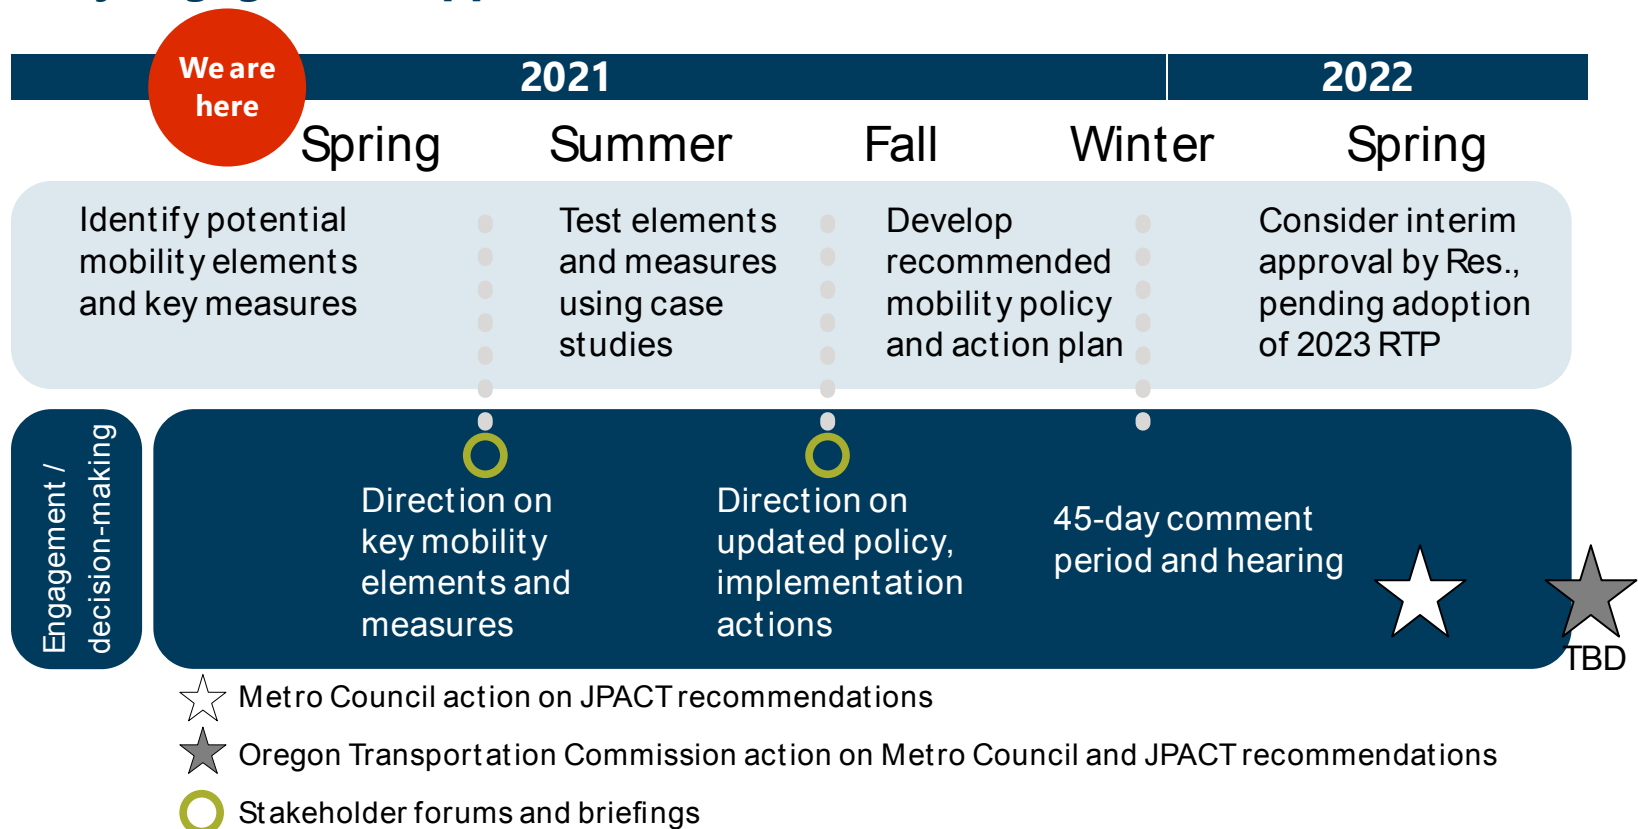 We are
here
2021
2022
Spring
Summer
Fall
Winter
Spring
Identify potential
mobility elements
and key measures
Test elements
and measures
using case
studies
Develop
recommended
mobility policy
and action plan
Consider interim
approval by Res.,
pending adoption
of 2023 RTP
Engagement /
decision-making
Direction on
key mobility
elements and
measures
Direction on
updated policy,
implementation
actions
45-day comment
period and hearing
TBD
Metro Council action on JPACT recommendations
Oregon Transportation Commission action on Metro Council and JPACT recommendations
Stakeholder forums and briefings